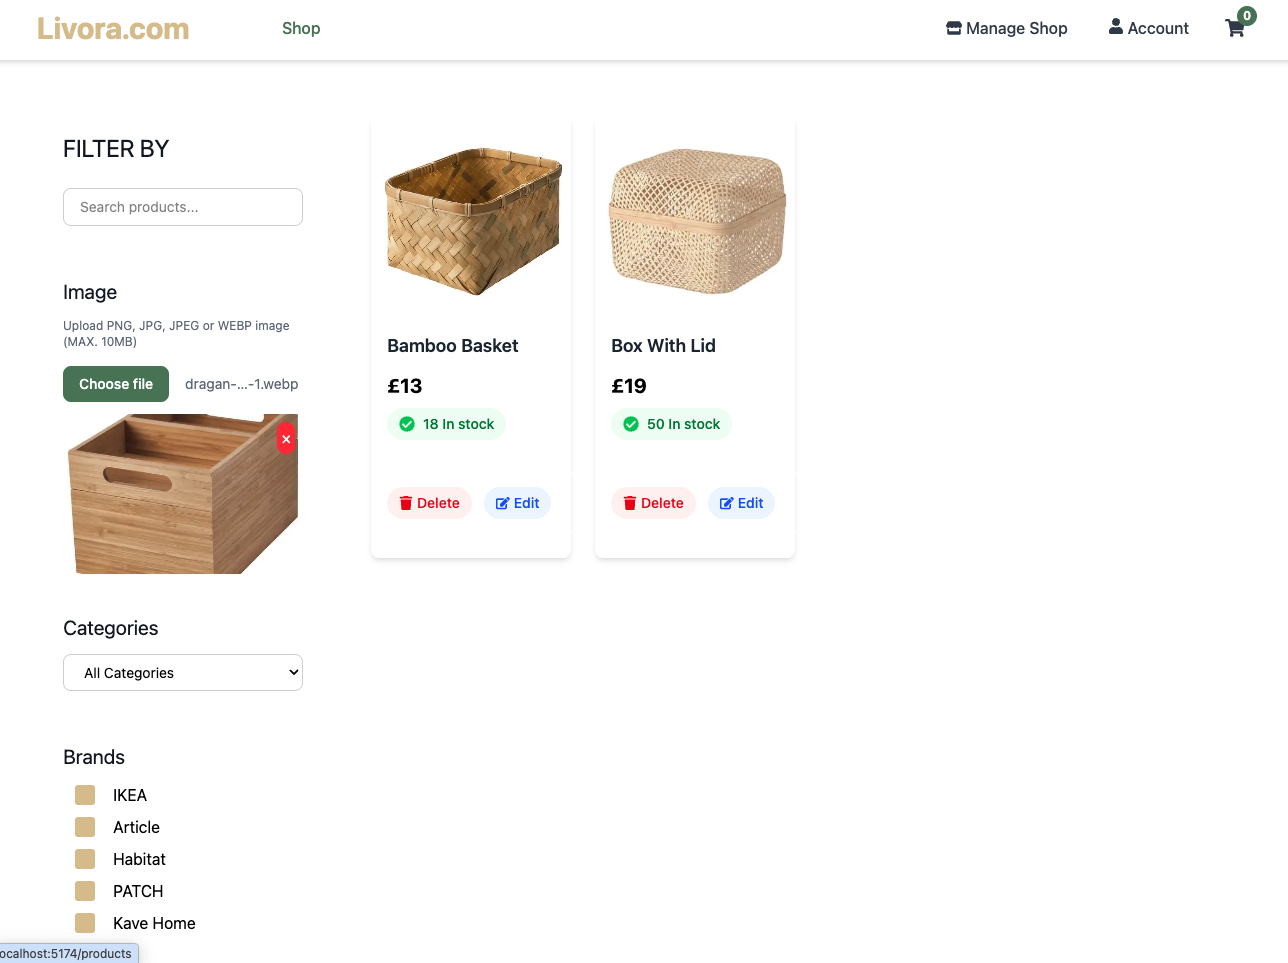 Livora.com
Shop
Manage Shop
Account
0
FILTER BY
Search products...
Image
Upload PNG, JPG, JPEG or WEBP image
(MAX. 10MB)
Choose file
dragan-...-1.webp
Categories
All Categories
Brands
IKEA
Article
Habitat
PATCH
Kave Home
Bamboo Basket
£13
18 In stock
Delete
Edit
Box With Lid
£19
50 In stock
Delete
Edit
ocalhost:5174/products